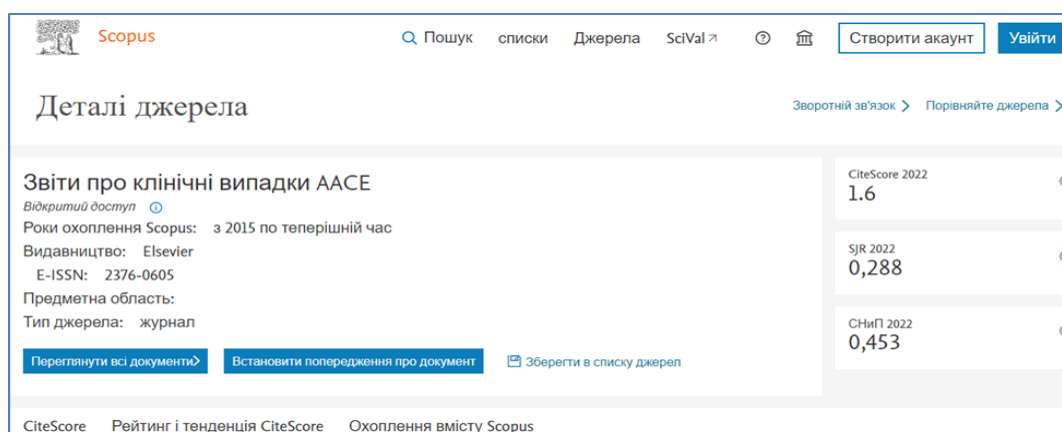 Scopus
Пошук списки Джерела SciVal Створити акаунт Увійти
Деталі джерела
Зворотній зв'язок Порівняйте джерела
Звіти про клінічні випадки AACE
Відкритий доступ
Роки охоплення Scopus: з 2015 по теперішній час
Видавництво: Elsevier
E-ISSN: 2376-0605
Предметна область:
Тип джерела: журнал
Переглянути всі документи
Встановити попередження про документ
Зберегти в списку джерел
CiteScore 2022
1.6
SJR 2022
0,288
СНиП 2022
0,453
CiteScore Рейтинг і тенденція CiteScore Охоплення вмісту Scopus